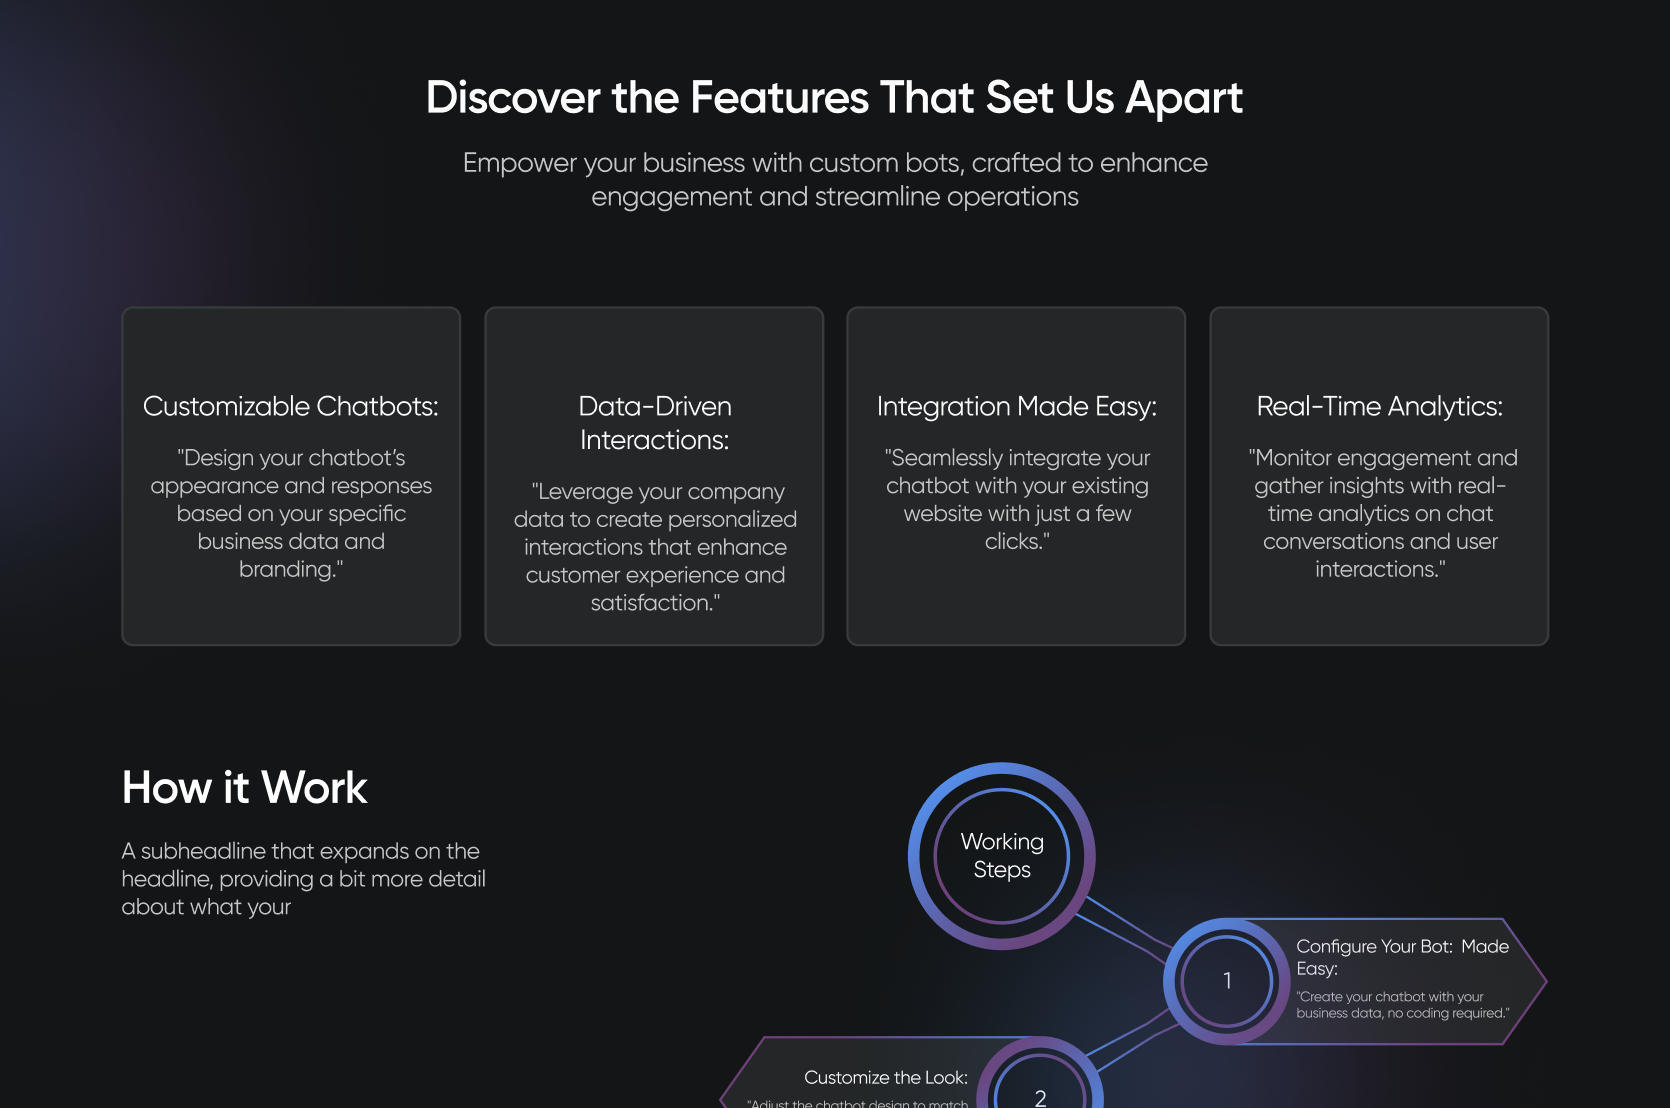 Discover the Features That Set Us Apart
Empower your business with custom bots, crafted to enhance
engagement and streamline operations
Customizable Chatbots:
"Design your chatbot’s
appearance and responses
based on your specific
business data and
branding."
Data-Driven
Interactions:
"Leverage your company
data to create personalized
interactions that enhance
customer experience and
satisfaction."
Integration Made Easy:
"Seamlessly integrate your
chatbot with your existing
website with just a few
clicks."
Real-Time Analytics:
"Monitor engagement and
gather insights with real-
time analytics on chat
conversations and user
interactions."
How it Work
A subheadline that expands on the
headline, providing a bit more detail
about what your
Working
Steps
1
Configure Your Bot:  Made
Easy:
"Create your chatbot with your
business data, no coding required."
2
Customize the Look:
"Adjust the chatbot design to match